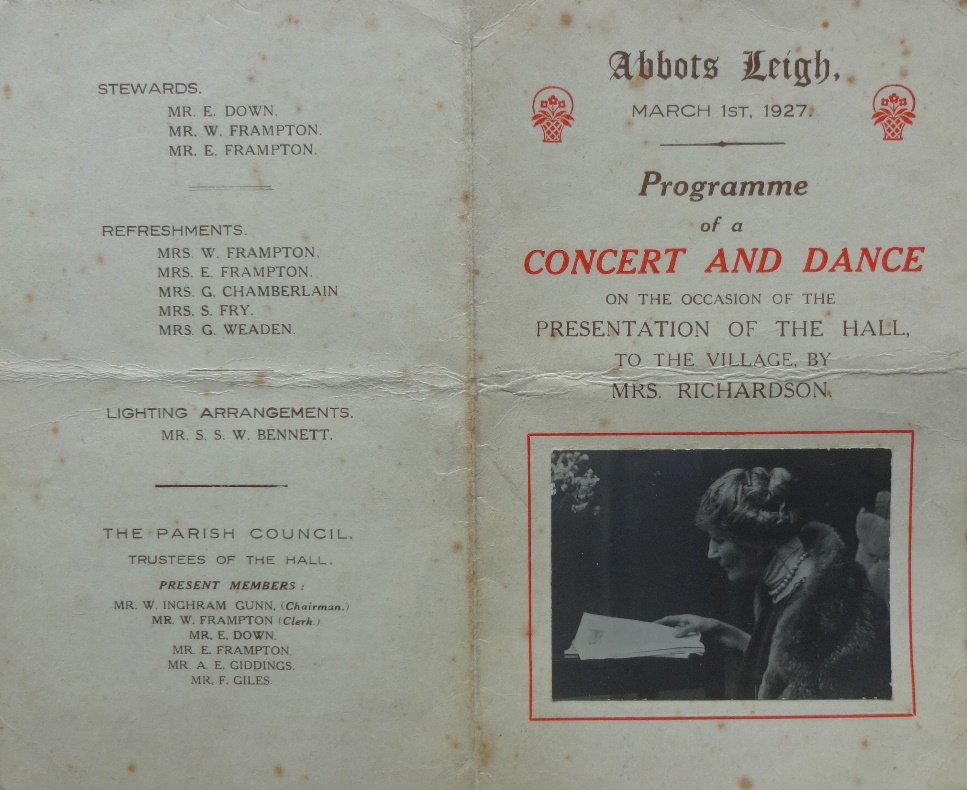 STEWARDS.
MR. E. DOWN.
MR. W. FRAMPTON.
MR. E. FRAMPTON.
REFRESHMENTS.
MRS. W. FRAMPTON.
MRS. E. FRAMPTON.
MRS. G. CHAMBERLAIN
MRS. S. FRY.
MRS. G. WEADEN.
LIGHTING ARRANGEMENTS.
MR. S. S. W. BENNETT.
THE PARISH COUNCIL.
TRUSTEES OF THE HALL.
PRESENT MEMBERS :
MR. W. INGHRAM GUNN, (Chairman.)
MR. W. FRAMPTON (Clerk.)
MR. E. DOWN.
MR. E. FRAMPTON.
MR. A. E. GIDDINGS.
MR. F. GILES.
Abbots Leigh,
MARCH 1ST, 1927.
Programme
of a
CONCERT AND DANCE
ON THE OCCASION OF THE
PRESENTATION OF THE HALL,
TO THE VILLAGE, BY
MRS. RICHARDSON.